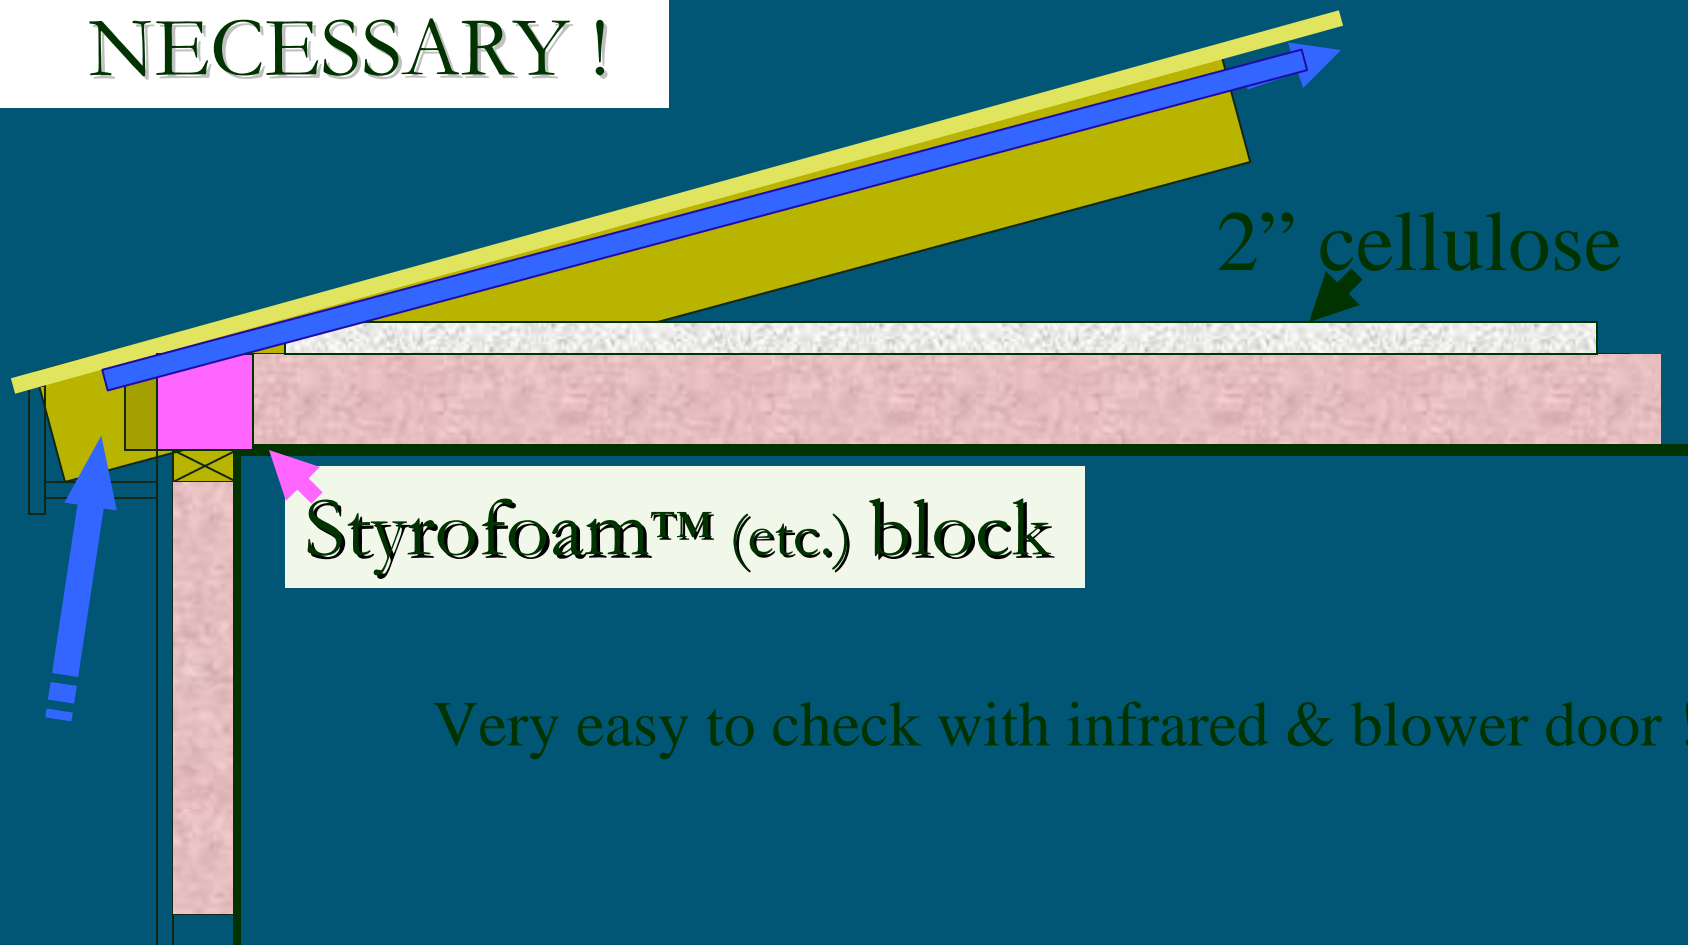 NECESSARY !
2” cellulose
Styrofoam™ (etc.) block
Very easy to check with infrared & blower door !